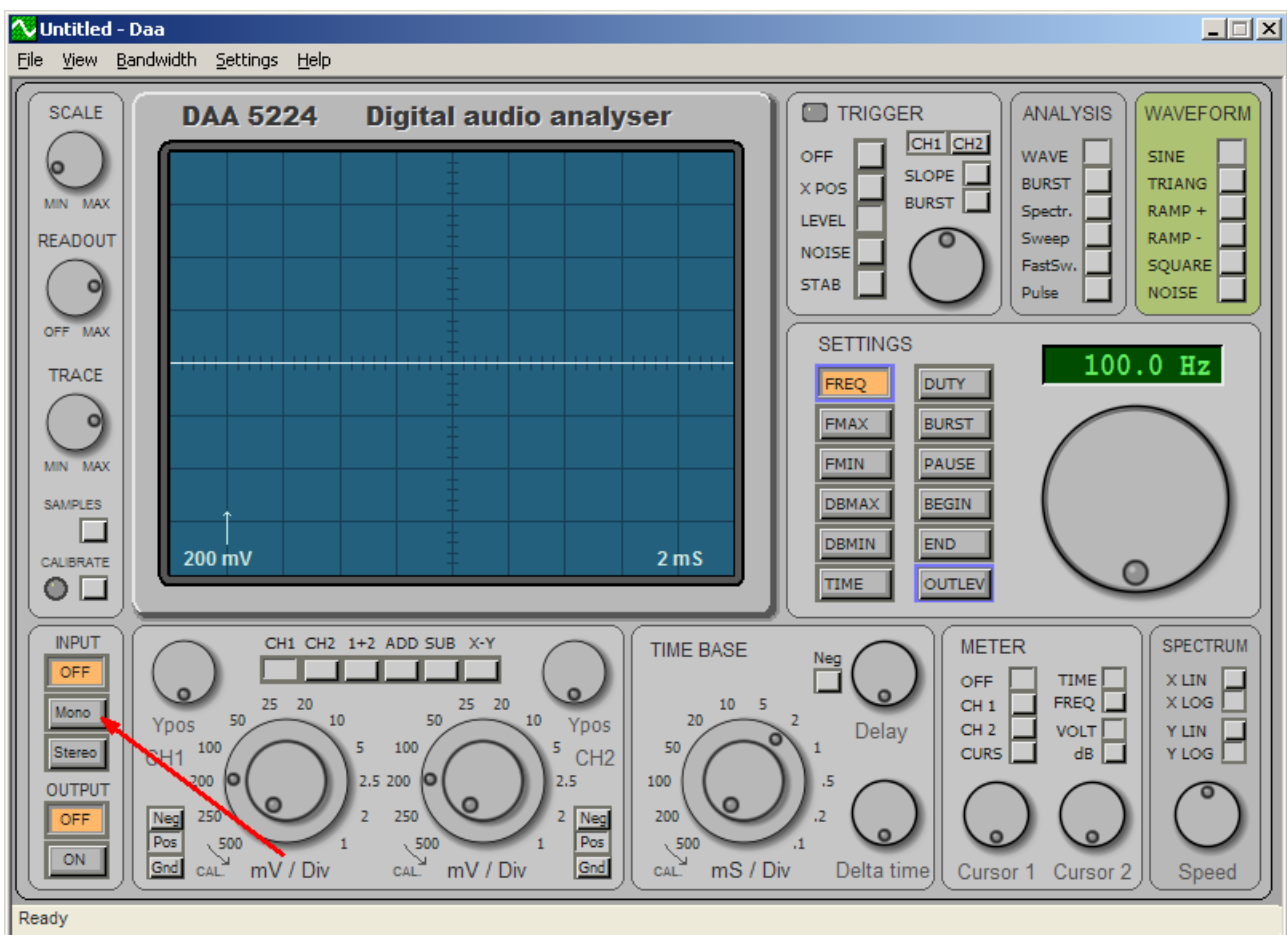 Untitled - Daa
File View Bandwidth Settings Help
SCALE
MIN MAX
READOUT
OFF MAX
TRACE
MIN MAX
SAMPLES
CALIBRATE
DAA 5224 Digital audio analyser
200 mV 2 mS
TRIGGER
OFF
X POS
LEVEL
NOISE
STAB
CH1 CH2
SLOPE
BURST
ANALYSIS
WAVE
BURST
Spectr.
Sweep
FastSw.
Pulse
WAVEFORM
SINE
TRIANG
RAMP +
RAMP -
SQUARE
NOISE
SETTINGS
FREQ DUTY
FMAX BURST
FMIN PAUSE
DBMAX BEGIN
DBMIN END
TIME OUTLEV
100.0 Hz
INPUT
OFF
Mono
Stereo
OUTPUT
OFF
ON
CH1 CH2 1+2 ADD SUB X-Y
Ypos
CH1
500
250
200
100
50
25
20
10
5
2.5
2
1
Neg
Pos
Gnd
CAL.
mV / Div
Ypos
CH2
500
250
200
100
50
25
20
10
5
2.5
2
1
Neg
Pos
Gnd
CAL.
mV / Div
TIME BASE
500
200
100
50
20
10
5
2
1
.5
.2
.1
CAL.
mS / Div
Neg
Delay
Delta time
METER
OFF
CH 1
CH 2
CURS
TIME
FREQ
VOLT
dB
Cursor 1 Cursor 2
SPECTRUM
X LIN
X LOG
Y LIN
Y LOG
Speed
Ready